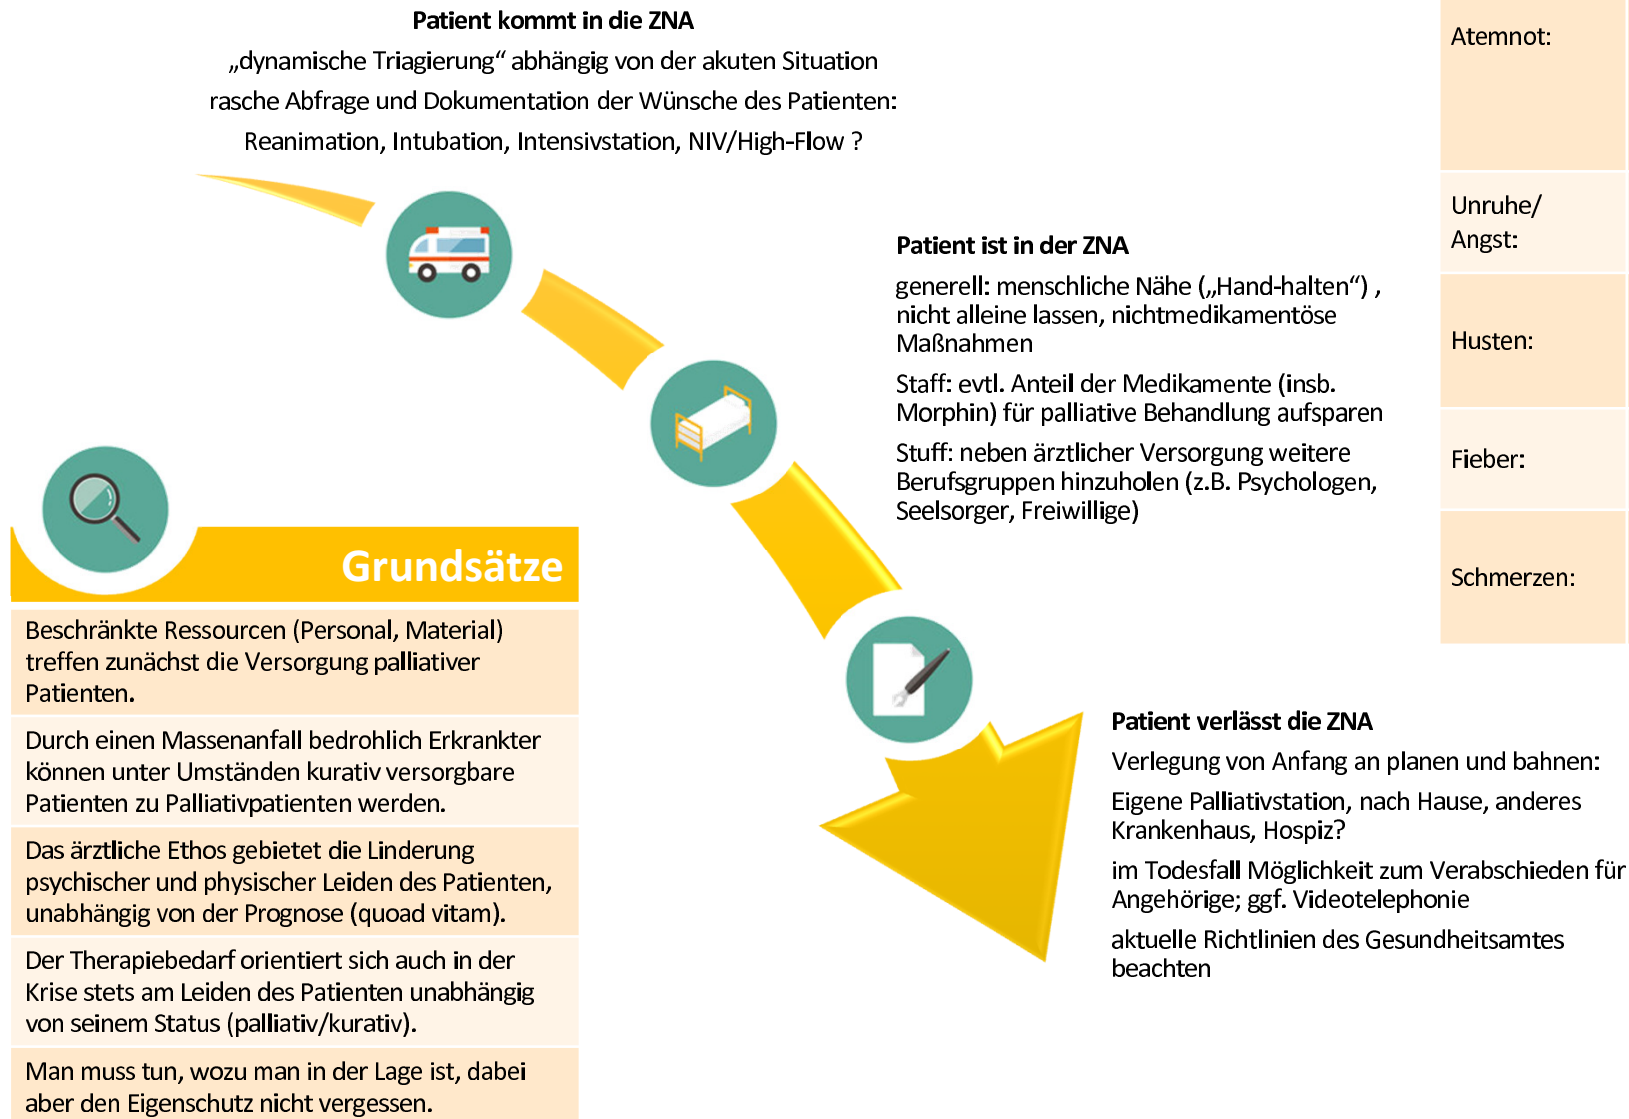 Patient kommt in die ZNA
„dynamische Triagierung“ abhängig von der akuten Situation
rasche Abfrage und Dokumentation der Wünsche des Patienten:
Reanimation, Intubation, Intensivstation, NIV/High-Flow ?
Patient ist in der ZNA
generell: menschliche Nähe („Hand-halten“) ,
nicht alleine lassen, nichtmedikamentöse
Maßnahmen
Staff: evtl. Anteil der Medikamente (insb.
Morphin) für palliative Behandlung aufsparen
Stuff: neben ärztlicher Versorgung weitere
Berufsgruppen hinzuholen (z.B. Psychologen,
Seelsorger, Freiwillige)
Patient verlässt die ZNA
Verlegung von Anfang an planen und bahnen:
Eigene Palliativstation, nach Hause, anderes
Krankenhaus, Hospiz?
im Todesfall Möglichkeit zum Verabschieden für
Angehörige; ggf. Videotelephonie
aktuelle Richtlinien des Gesundheitsamtes
beachten
Grundsätze
Beschränkte Ressourcen (Personal, Material)
treffen zunächst die Versorgung palliativer
Patienten.
Durch einen Massenanfall bedrohlich Erkrankter
können unter Umständen kurativ versorgbare
Patienten zu Palliativpatienten werden.
Das ärztliche Ethos gebietet die Linderung
psychischer und physischer Leiden des Patienten,
unabhängig von der Prognose (quoad vitam).
Der Therapiebedarf orientiert sich auch in der
Krise stets am Leiden des Patienten unabhängig
von seinem Status (palliativ/kurativ).
Man muss tun, wozu man in der Lage ist, dabei
aber den Eigenschutz nicht vergessen.
Atemnot:
Unruhe/
Angst:
Husten:
Fieber:
Schmerzen: